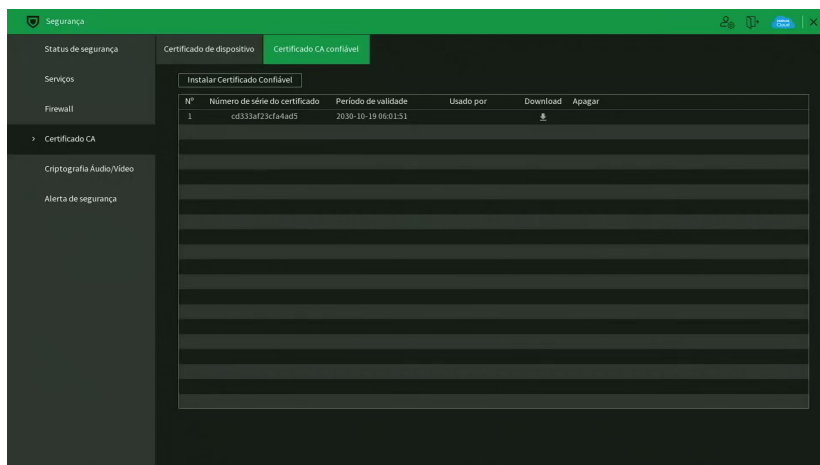 Segurança
Status de segurança
Serviços
Firewall
> Certificado CA
Criptografia Áudio/Vídeo
Alerta de segurança
Certificado de dispositivo Certificado CA confiável
Instalar Certificado Confiável
Nº Número de série do certificado Período de validade Usado por Download Apagar
1 cd333af23cfa4ad5 2030-10-19 06:01:51